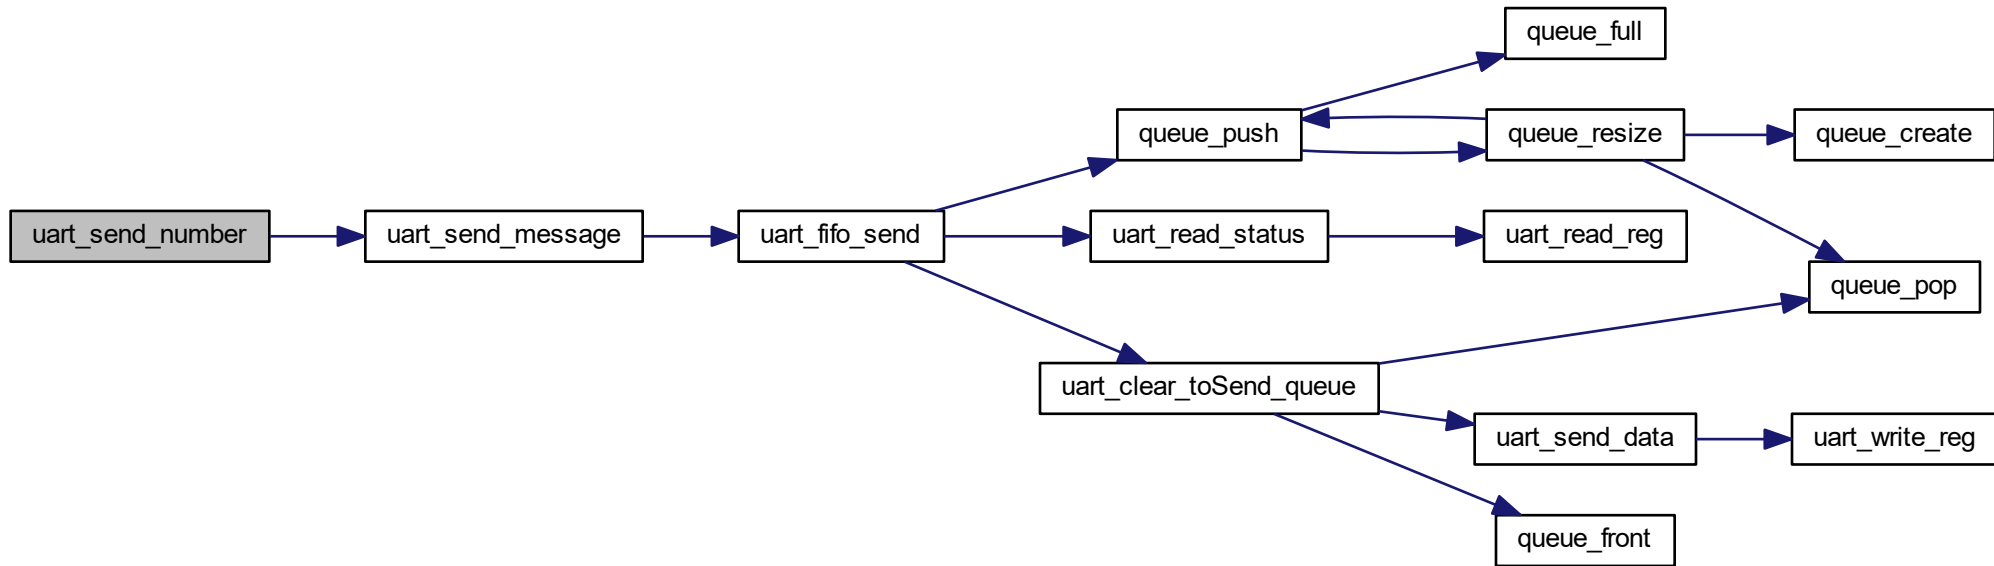 queue_full
queue_push
queue_resize
queue_create
uart_send_number
uart_send_message
uart_fifo_send
uart_read_status
uart_read_reg
queue_pop
uart_clear_toSend_queue
uart_send_data
uart_write_reg
queue_front